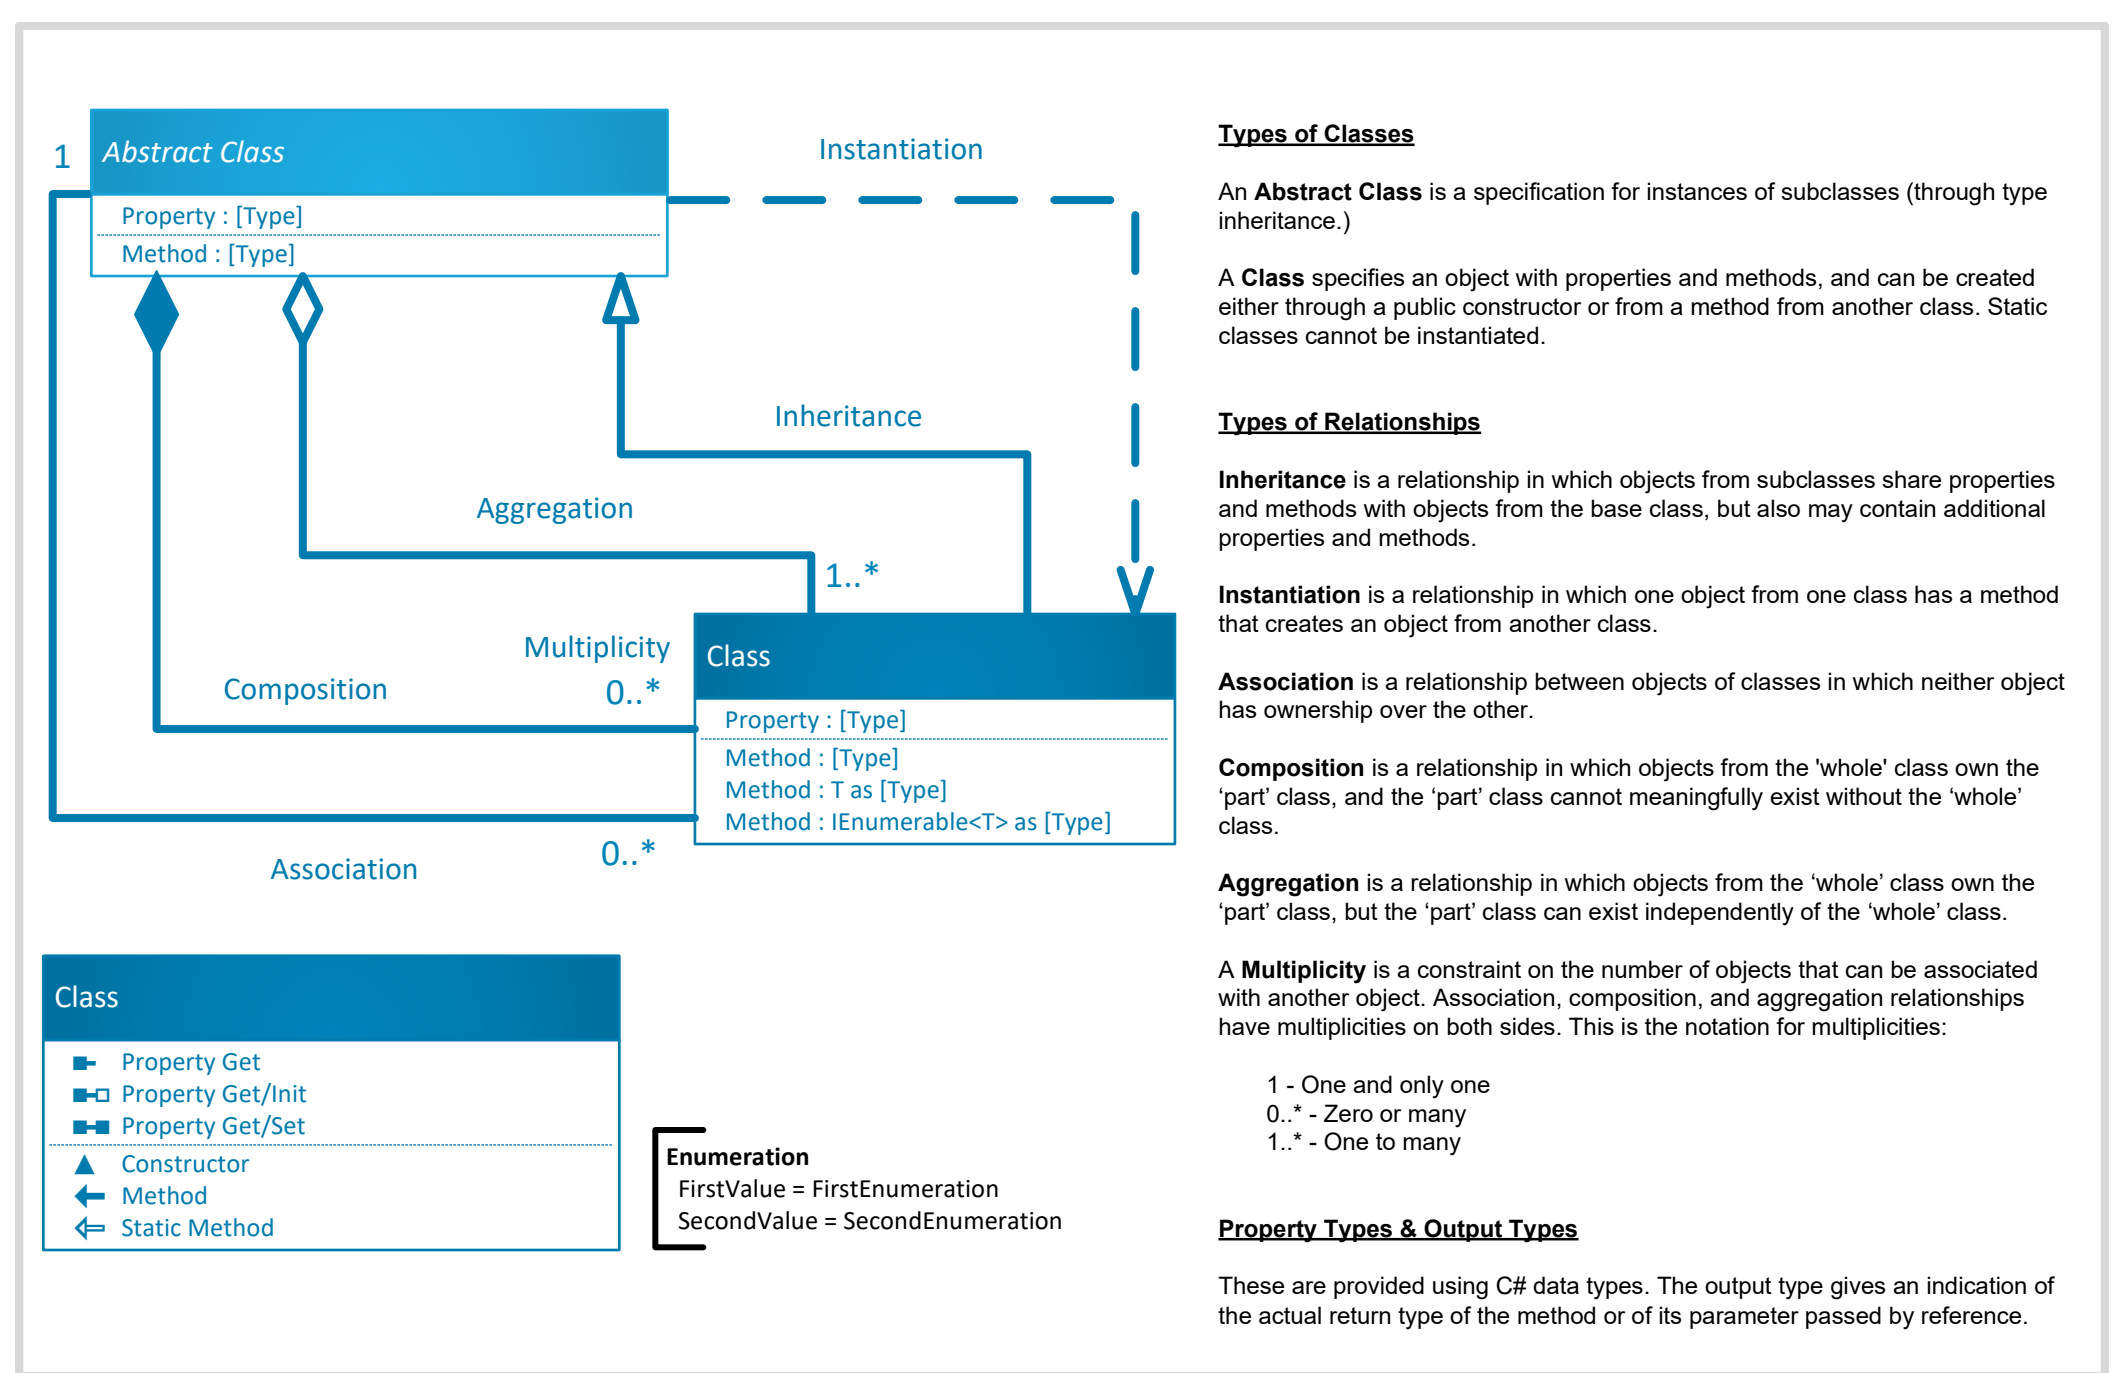 1
Abstract Class
Property : [Type]
Method : [Type]
Instantiation
Inheritance
Aggregation
1..*
Multiplicity
0..*
Composition
Class
Property : [Type]
Method : [Type]
Method : T as [Type]
Method : IEnumerable<T> as [Type]
0..*
Association
Class
Property Get
Property Get/Init
Property Get/Set
Constructor
Method
Static Method
Enumeration
FirstValue = FirstEnumeration
SecondValue = SecondEnumeration
Types of Classes
An Abstract Class is a specification for instances of subclasses (through type
inheritance.)
A Class specifies an object with properties and methods, and can be created
either through a public constructor or from a method from another class. Static
classes cannot be instantiated.
Types of Relationships
Inheritance is a relationship in which objects from subclasses share properties
and methods with objects from the base class, but also may contain additional
properties and methods.
Instantiation is a relationship in which one object from one class has a method
that creates an object from another class.
Association is a relationship between objects of classes in which neither object
has ownership over the other.
Composition is a relationship in which objects from the 'whole' class own the
‘part’ class, and the ‘part’ class cannot meaningfully exist without the ‘whole’
class.
Aggregation is a relationship in which objects from the ‘whole’ class own the
‘part’ class, but the ‘part’ class can exist independently of the ‘whole’ class.
A Multiplicity is a constraint on the number of objects that can be associated
with another object. Association, composition, and aggregation relationships
have multiplicities on both sides. This is the notation for multiplicities:
1 - One and only one
0..* - Zero or many
1..* - One to many
Property Types & Output Types
These are provided using C# data types. The output type gives an indication of
the actual return type of the method or of its parameter passed by reference.